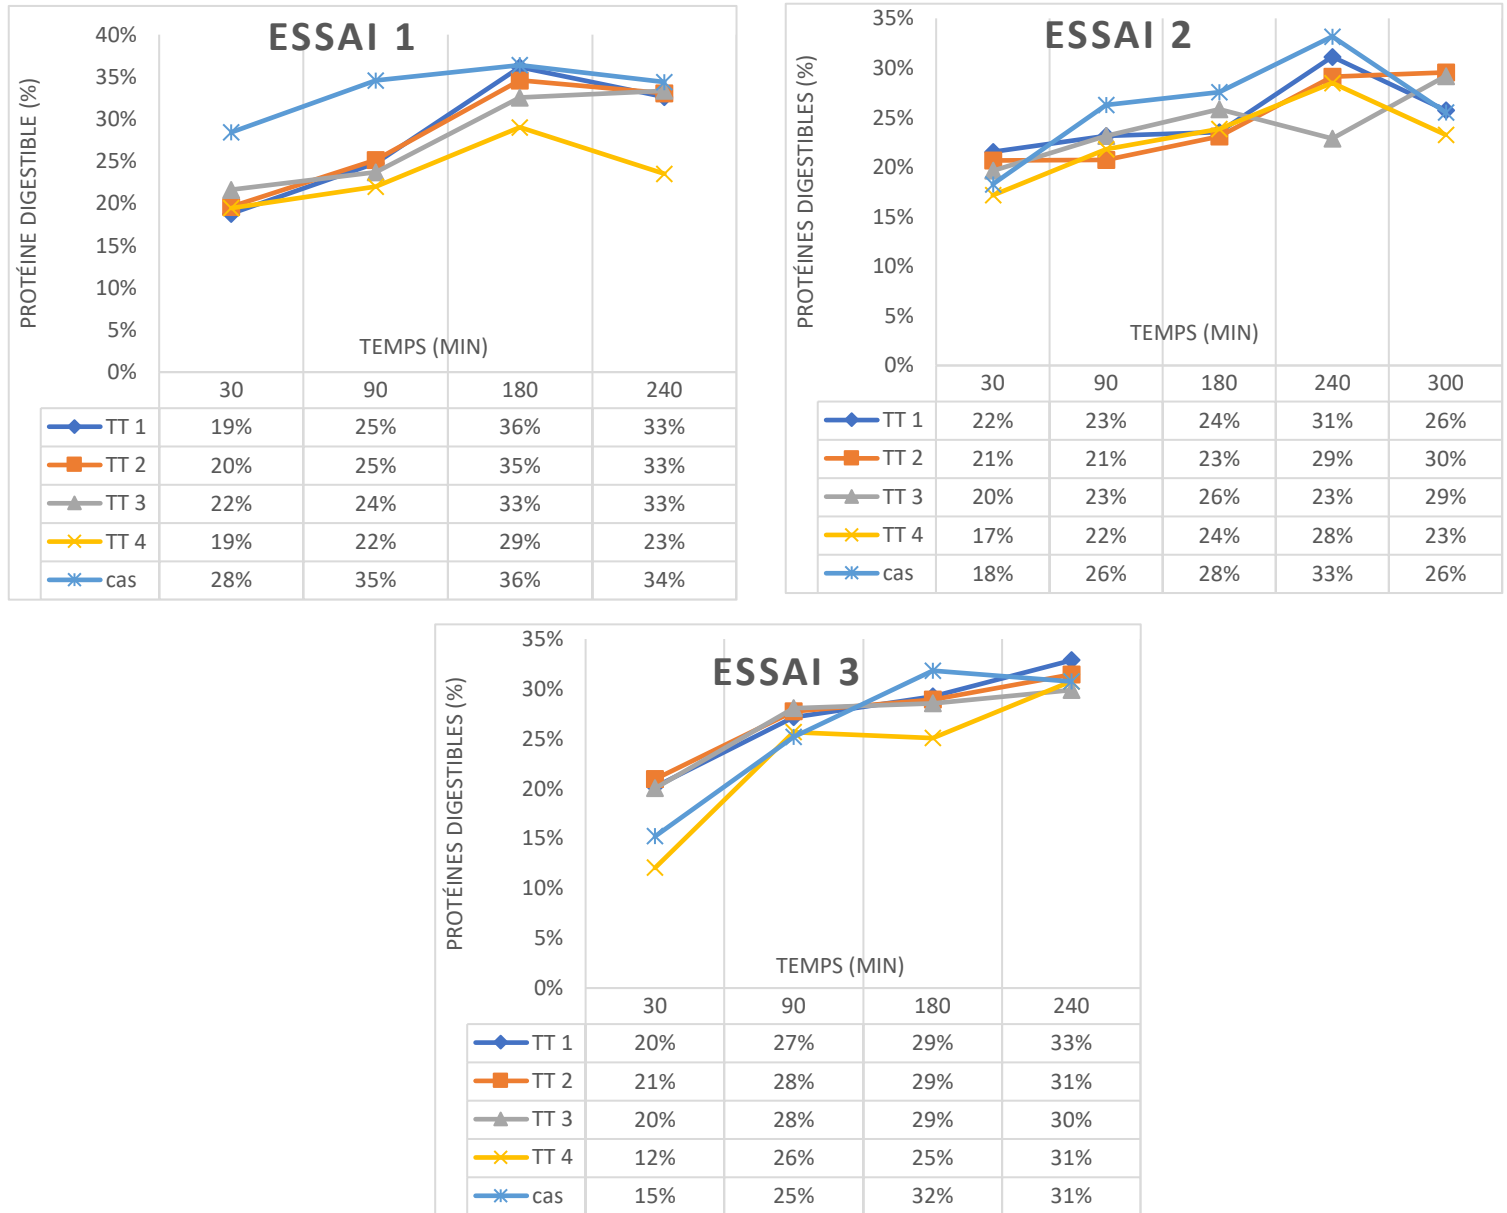 ESSAI 1
PROTÉINE DIGESTIBLE (%)
40%
35%
30%
25%
20%
15%
10%
5%
0%
TEMPS (MIN)
30 90 180 240
TT 1 19% 25% 36% 33%
TT 2 20% 25% 35% 33%
TT 3 22% 24% 33% 33%
TT 4 19% 22% 29% 23%
cas 28% 35% 36% 34%
ESSAI 2
PROTÉINES DIGESTIBLES (%)
35%
30%
25%
20%
15%
10%
5%
0%
TEMPS (MIN)
30 90 180 240 300
TT 1 22% 23% 24% 31% 26%
TT 2 21% 21% 23% 29% 30%
TT 3 20% 23% 26% 23% 29%
TT 4 17% 22% 24% 28% 23%
cas 18% 26% 28% 33% 26%
ESSAI 3
PROTÉINES DIGESTIBLES (%)
35%
30%
25%
20%
15%
10%
5%
0%
TEMPS (MIN)
30 90 180 240
TT 1 20% 27% 29% 33%
TT 2 21% 28% 29% 31%
TT 3 20% 28% 29% 30%
TT 4 12% 26% 25% 31%
cas 15% 25% 32% 31%